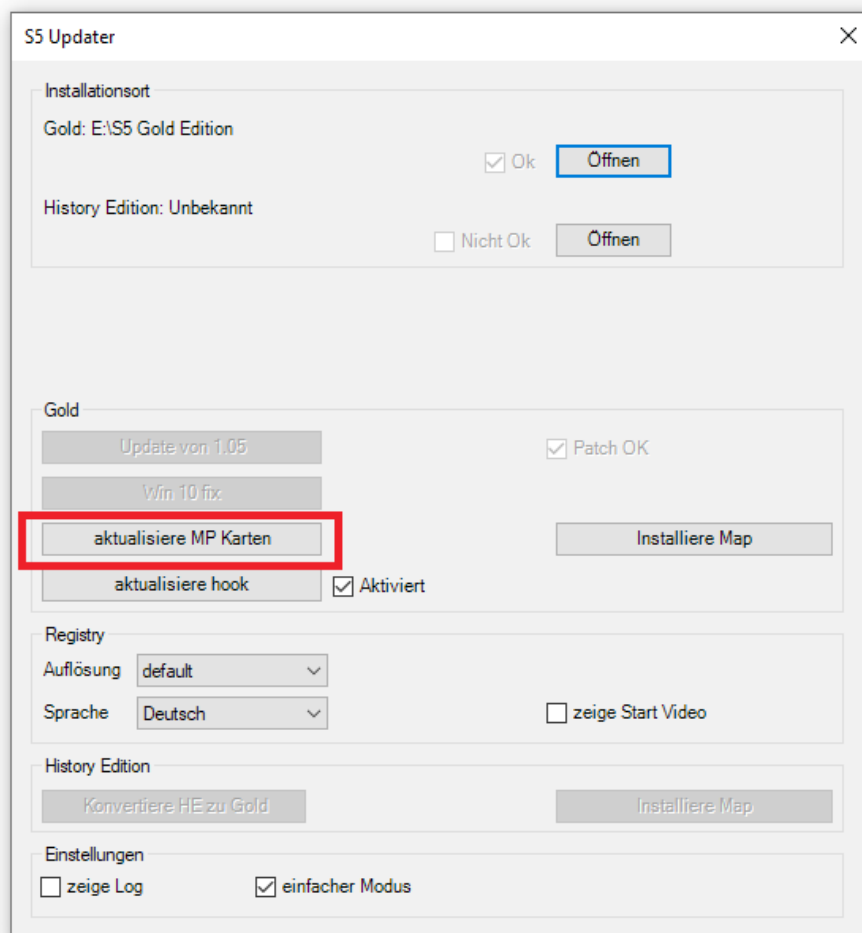 S5 Updater
Installationsort
Gold: E:\S5 Gold Edition
Ok
Öffnen
History Edition: Unbekannt
Nicht Ok
Öffnen
Gold
Update von 1.05
Patch OK
Win 10 fix
aktualisiere MP Karten
Installiere Map
aktualisiere hook
Aktiviert
Registry
Auflösung
default
Sprache
Deutsch
zeige Start Video
History Edition
Konvertiere HE zu Gold
Installiere Map
Einstellungen
zeige Log
einfacher Modus